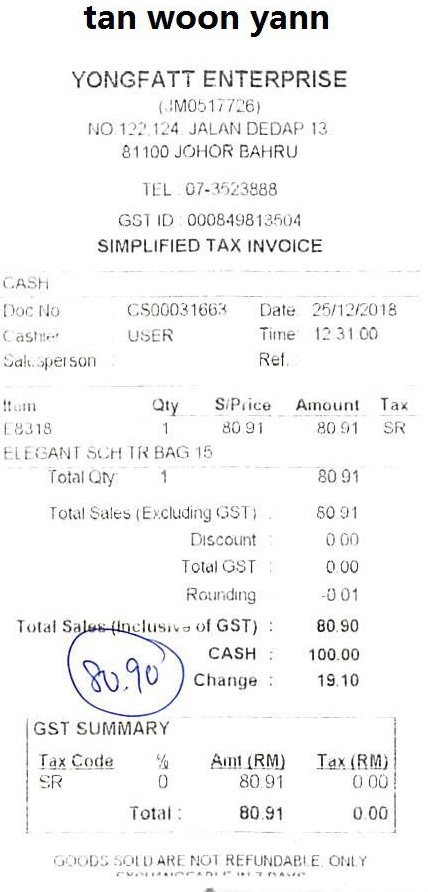 tan woon yann
YONGFATT ENTERPRISE
(JM0517726)
NO.122,124, JALAN DEDAP 13
81100 JOHOR BAHRU
TEL : 07-3523888
GST ID : 000849813504
SIMPLIFIED TAX INVOICE
CASH
Doc No : CS00031663 Date: 25/12/2018
Cashier : USER Time: 12:31:00
Salesperson : Ref.:
Item Qty S/Price Amount Tax
E8318 1 80.91 80.91 SR
ELEGANT SCH TR BAG 15
Total Qty: 1 80.91
Total Sales (Excluding GST) : 80.91
Discount : 0.00
Total GST : 0.00
Rounding : -0.01
Total Sales (Inclusive of GST) : 80.90
CASH : 100.00
80.90
Change : 19.10
GST SUMMARY
Tax Code % Amt (RM) Tax (RM)
SR 0 80.91 0.00
Total : 80.91 0.00
GOODS SOLD ARE NOT REFUNDABLE, ONLY